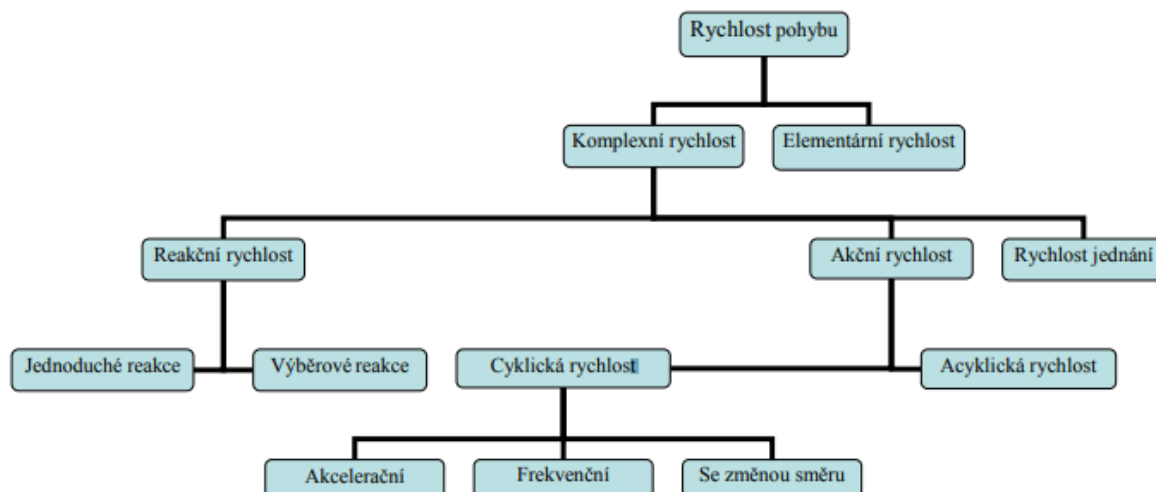 Rychlost pohybu
Komplexní rychlost
Elementární rychlost
Reakční rychlost
Akční rychlost
Rychlost jednání
Jednoduché reakce
Výběrové reakce
Cyklická rychlost
Acyklická rychlost
Akcelerační
Frekvenční
Se změnou směru